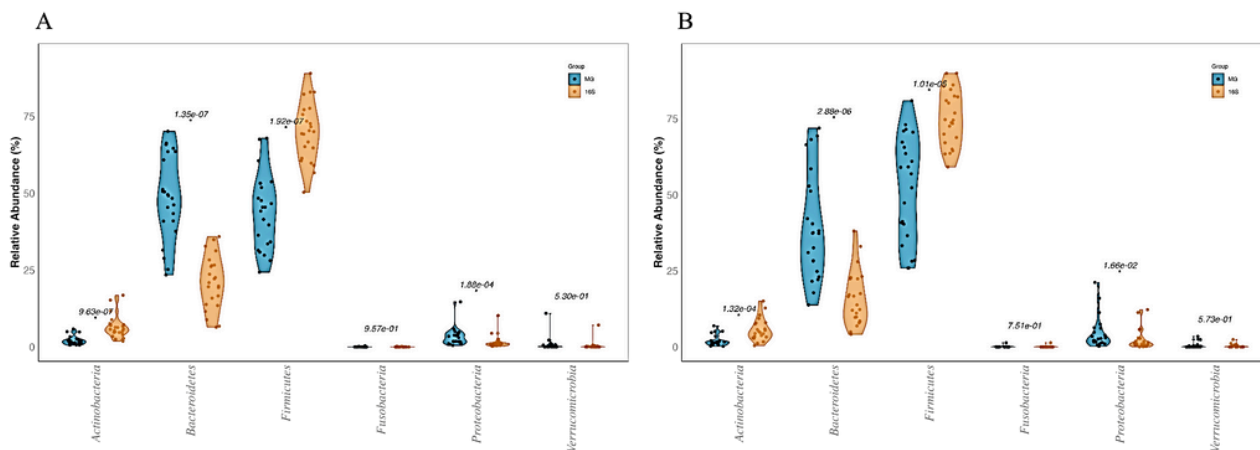 A
Relative Abundance (%)
75
50
25
0
9.63e-07
1.35e-07
1.92e-07
9.57e-01
1.88e-04
5.30e-01
Group
MG
16S
Actinobacteria
Bacteroidetes
Firmicutes
Fusobacteria
Proteobacteria
Verrucomicrobia
B
Relative Abundance (%)
75
50
25
0
1.32e-04
2.88e-06
1.01e-05
7.51e-01
1.66e-02
5.73e-01
Group
MG
16S
Actinobacteria
Bacteroidetes
Firmicutes
Fusobacteria
Proteobacteria
Verrucomicrobia